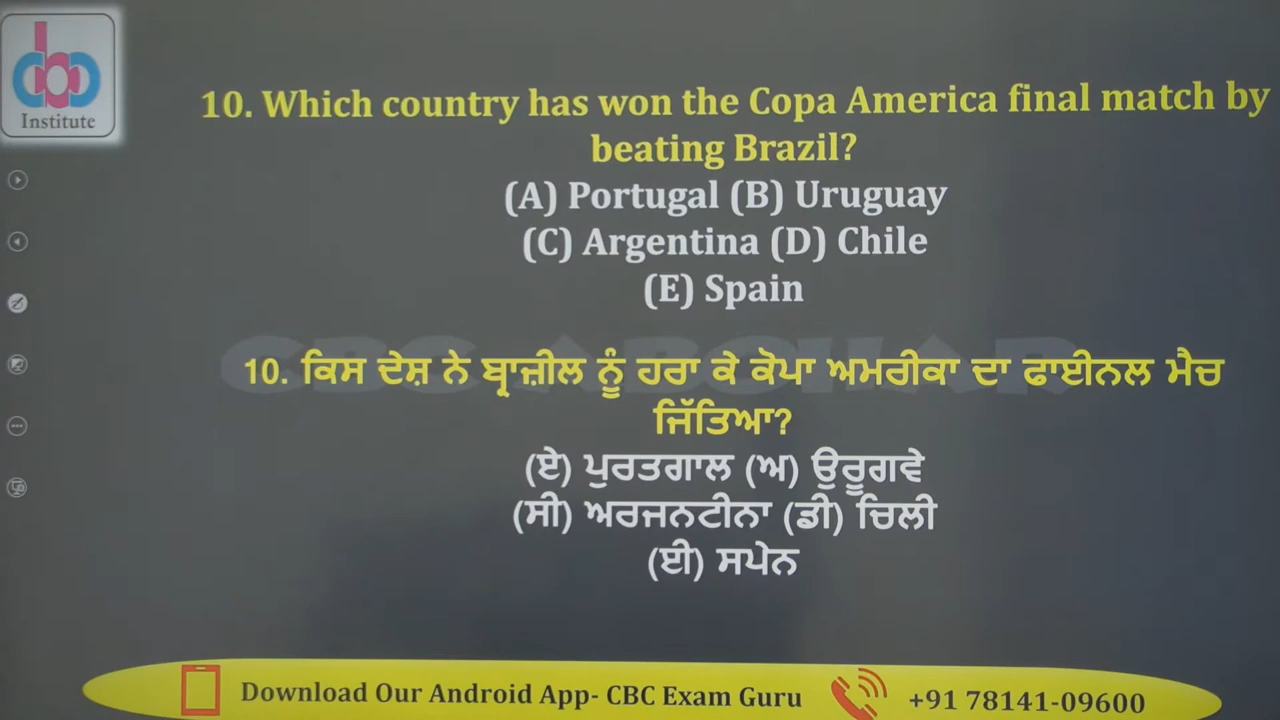 Institute
10. Which country has won the Copa America final match by
beating Brazil?
(A) Portugal (B) Uruguay
(C) Argentina (D) Chile
(E) Spain
CBC ABOHAR
10. ਕਿਸ ਦੇਸ਼ ਨੇ ਬ੍ਰਾਜ਼ੀਲ ਨੂੰ ਹਰਾ ਕੇ ਕੋਪਾ ਅਮਰੀਕਾ ਦਾ ਫਾਈਨਲ ਮੈਚ
ਜਿੱਤਿਆ?
(ਏ) ਪੁਰਤਗਾਲ (ਅ) ਉਰੂਗਵੇ
(ਸੀ) ਅਰਜਨਟੀਨਾ (ਡੀ) ਚਿਲੀ
(ਈ) ਸਪੇਨ
Download Our Android App- CBC Exam Guru
+91 78141-09600